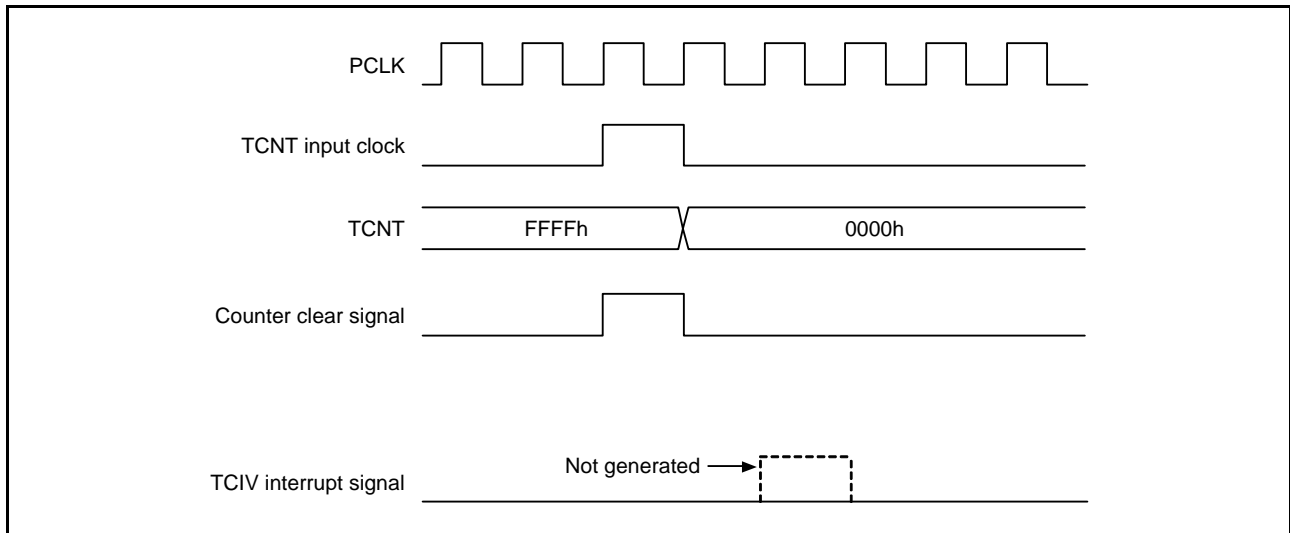 PCLK
TCNT input clock
TCNT
FFFFh
0000h
Counter clear signal
Not generated
TCIV interrupt signal